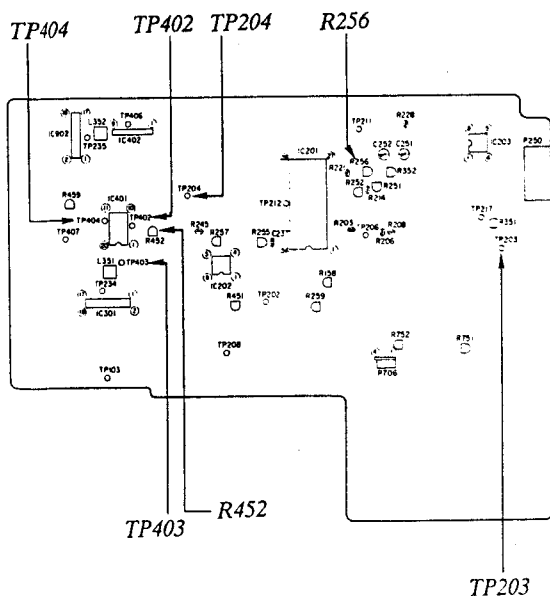 TP404 TP402 TP204 R256
L352 TP406
IC902 TP235 IC402
TP211 R228
IC203 P250
IC201
C252 C251
R256
R221 R352
R252 R251
R214
R459 IC401 TP204
TP212
TP404 TP402
TP217
R351
TP407 R452 R245 R257 R255 C23
R205 TP206 R208
R206
TP203
L351 TP403
IC202
TP234
IC301
R158
R451 TP202 R259
TP208
R752 R751
P706
TP103
TP403 R452
TP203